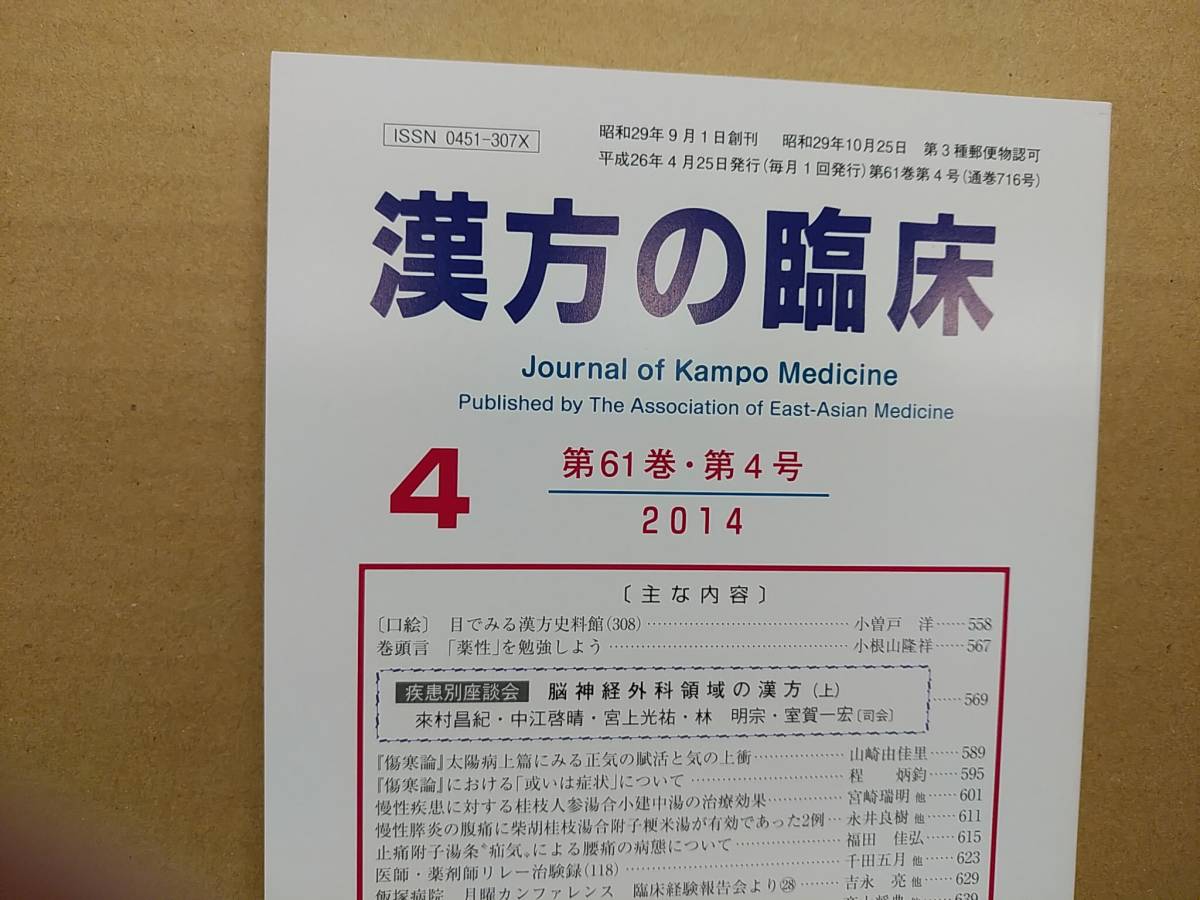 ISSN 0451-307X
昭和29年9月1日創刊 昭和29年10月25日 第3種郵便物認可
平成26年4月25日発行(毎月1回発行)第61巻第4号(通巻716号)
漢方の臨床
Journal of Kampo Medicine
Published by The Association of East-Asian Medicine
4
第61巻・第4号
2014
〔主な内容〕
〔口絵〕 目でみる漢方史料館(308)……………小曽戸 洋……558
巻頭言 「薬性」を勉強しよう……………小根山隆祥……567
疾患別座談会 脳神経外科領域の漢方(上)
來村昌紀・中江啓晴・宮上光祐・林 明宗・室賀一宏〔司会〕
……569
『傷寒論』太陽病上篇にみる正気の賦活と気の上衝……………山崎由佳里……589
『傷寒論』における「或いは症状」について……………程 炳鈞……595
慢性疾患に対する桂枝人参湯合小建中湯の治療効果……………宮崎瑞明 他……601
慢性膵炎の腹痛に柴胡桂枝湯合附子粳米湯が有効であった2例…永井良樹 他……611
止痛附子湯条〝疝気〟による腰痛の病態について……………福田 佳弘……615
医師・薬剤師リレー治験録(118)……………千田五月 他……623
飯塚病院 月曜カンファレンス 臨床経験報告会より㉘………吉永 亮 他……629